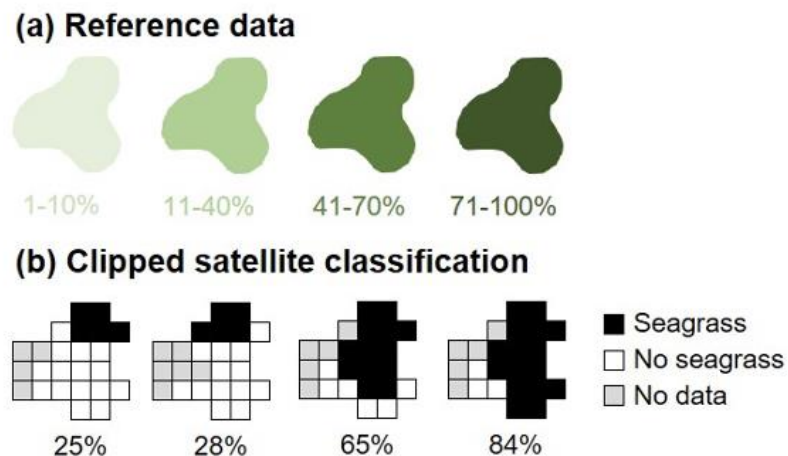 (a) Reference data
1-10% 11-40% 41-70% 71-100%
(b) Clipped satellite classification
Seagrass
No seagrass
No data
25% 28% 65% 84%